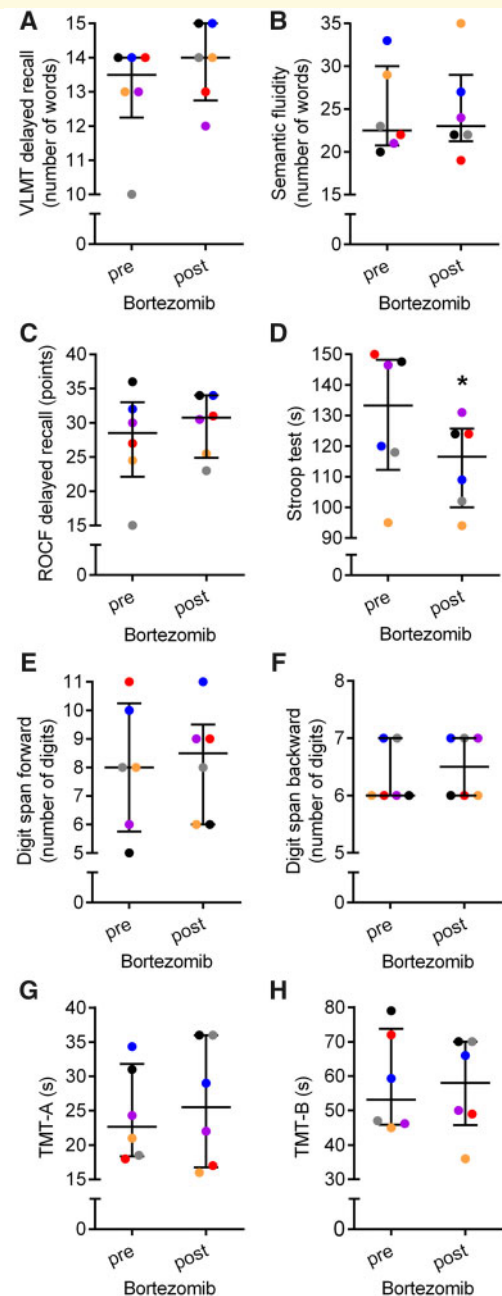 A
VLMT delayed recall
(number of words)
15
14
13
12
11
10
0
pre
post
Bortezomib
B
Semantic fluidity
(number of words)
35
30
25
20
15
0
pre
post
Bortezomib
C
ROCF delayed recall (points)
40
35
30
25
20
15
0
pre
post
Bortezomib
D
Stroop test (s)
150
140
130
120
110
100
90
0
*
pre
post
Bortezomib
E
Digit span forward
(number of digits)
11
10
9
8
7
6
5
0
pre
post
Bortezomib
F
Digit span backward
(number of digits)
8
7
6
5
0
pre
post
Bortezomib
G
TMT-A (s)
40
35
30
25
20
15
0
pre
post
Bortezomib
H
TMT-B (s)
80
70
60
50
40
30
0
pre
post
Bortezomib